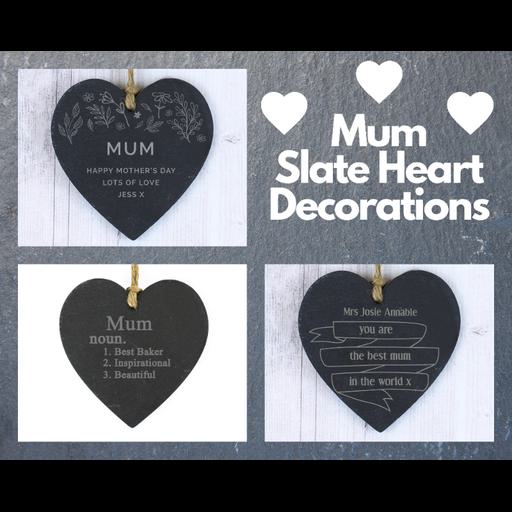 MUM
HAPPY MOTHER'S DAY
LOTS OF LOVE
JESS X
Mum
Slate Heart
Decorations
Mum
noun.
1. Best Baker
2. Inspirational
3. Beautiful
Mrs Josie Annable
you are
the best mum
in the world x